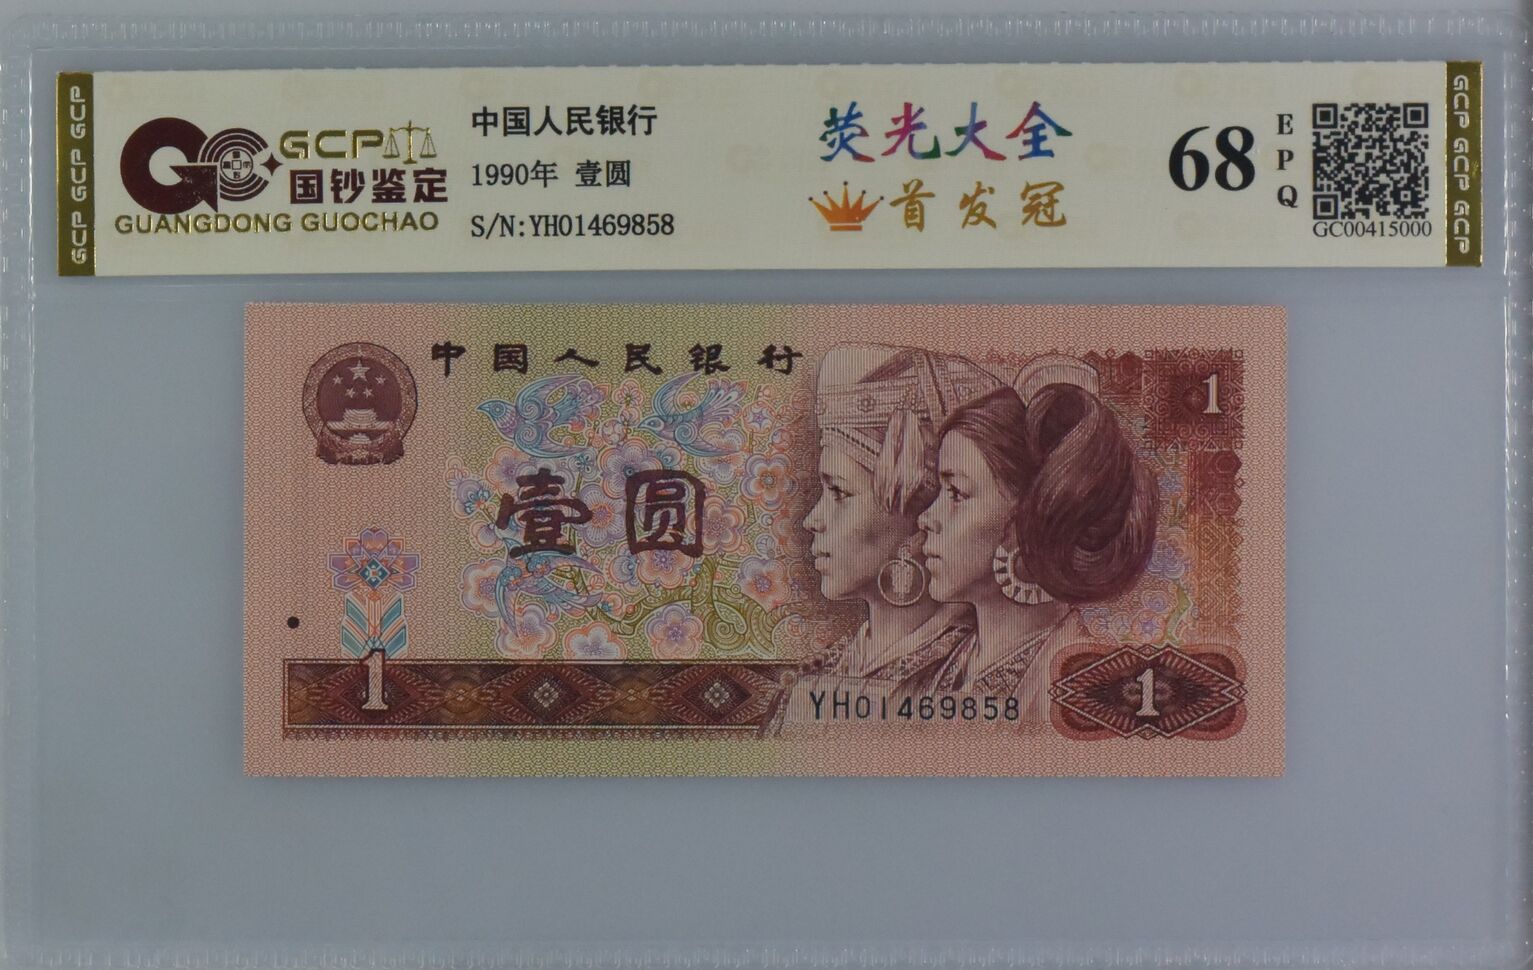 GCP GCP GCP
GCP
国钞鉴定
GUANGDONG GUOCHAO
中国人民银行
1990年 壹圆
S/N:YH01469858
荧光大全
首发冠
68
EPQ
GC00415000
GCP GCP GCP
中国人民银行
1
壹圆
1
YH01469858
1